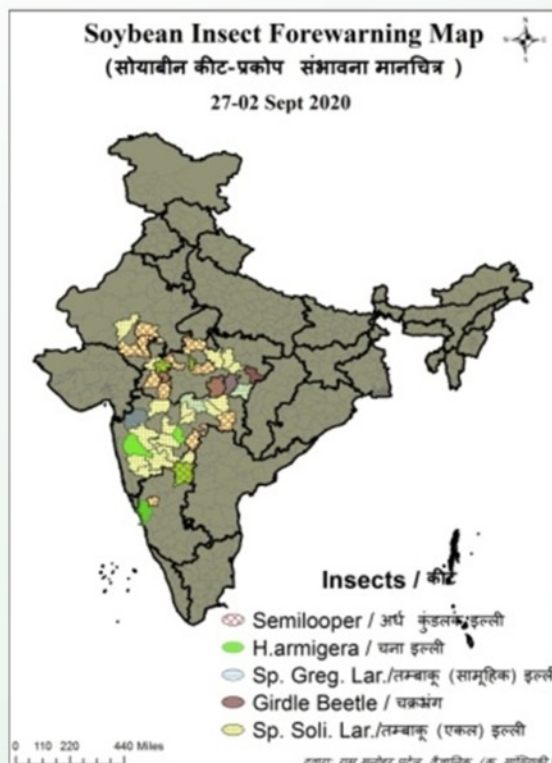 Soybean Insect Forewarning Map
(सोयाबीन कीट-प्रकोप संभावना मानचित्र )
27-02 Sept 2020
Insects / कीट
Semilooper / अर्ध कुंडलक इल्ली
H.armigera / चना इल्ली
Sp. Greg. Lar./तम्बाकू (सामूहिक) इल्ली
Girdle Beetle / चक्रभंग
Sp. Soli. Lar./तम्बाकू (एकल) इल्ली
0 110 220 440 Miles